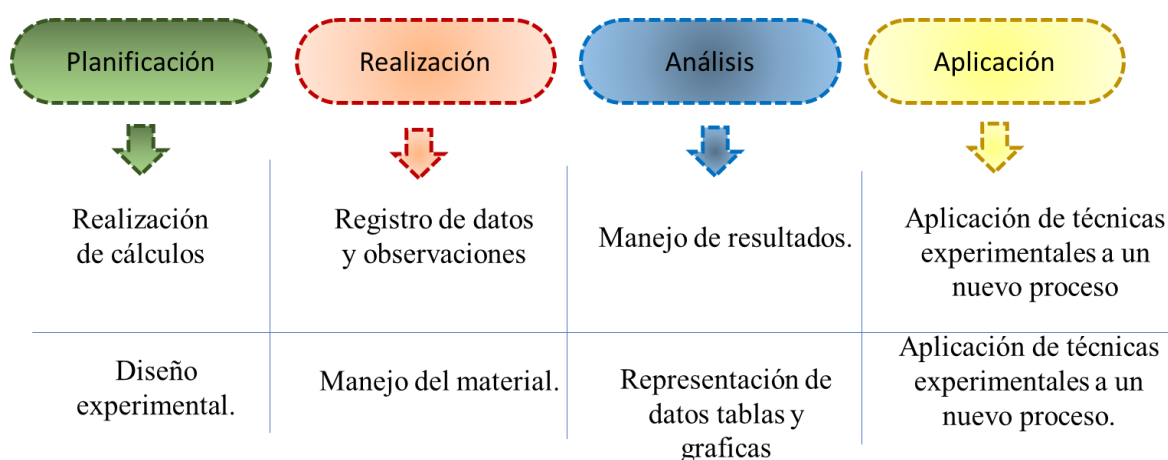 Planificación
Realización
Análisis
Aplicación
Realización
de cálculos
Registro de datos
y observaciones
Manejo de resultados.
Aplicación de técnicas
experimentales a un
nuevo proceso
Diseño
experimental.
Manejo del material.
Representación de
datos tablas y
graficas
Aplicación de técnicas
experimentales a un
nuevo proceso.